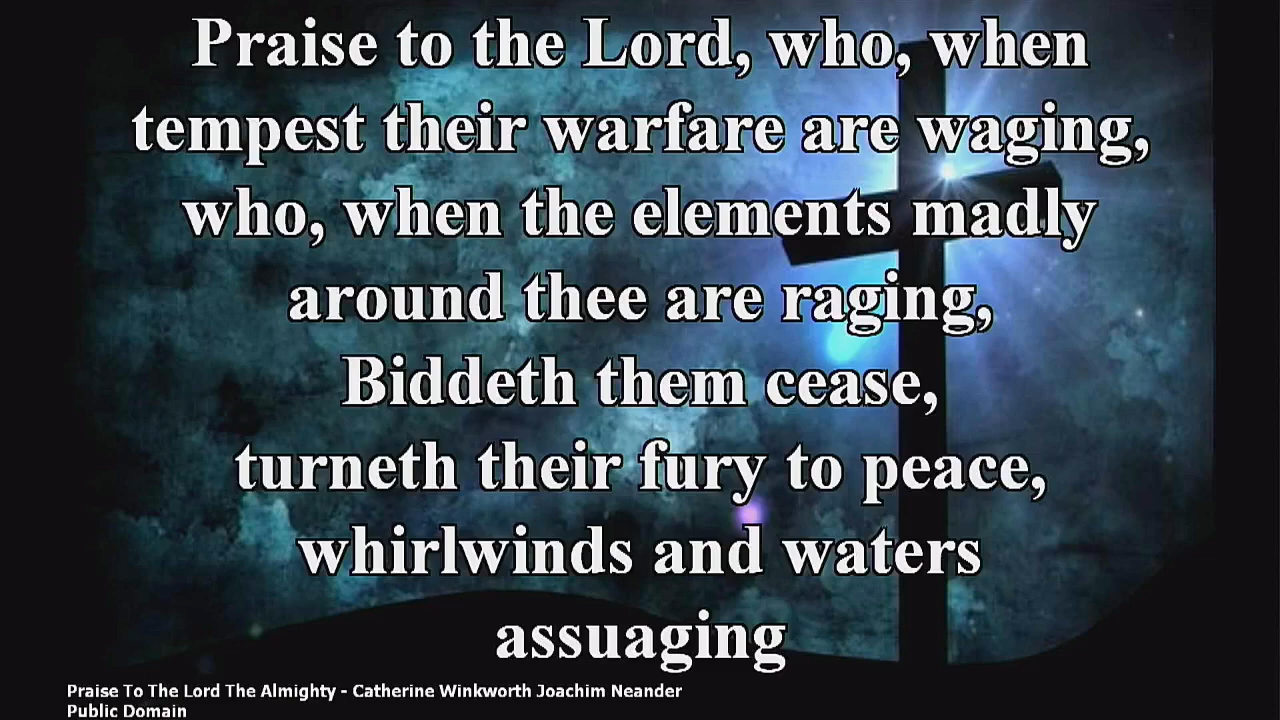 Praise to the Lord, who, when
tempest their warfare are waging,
who, when the elements madly
around thee are raging,
Biddeth them cease,
turneth their fury to peace,
whirlwinds and waters
assuaging
Praise To The Lord The Almighty - Catherine Winkworth Joachim Neander
Public Domain